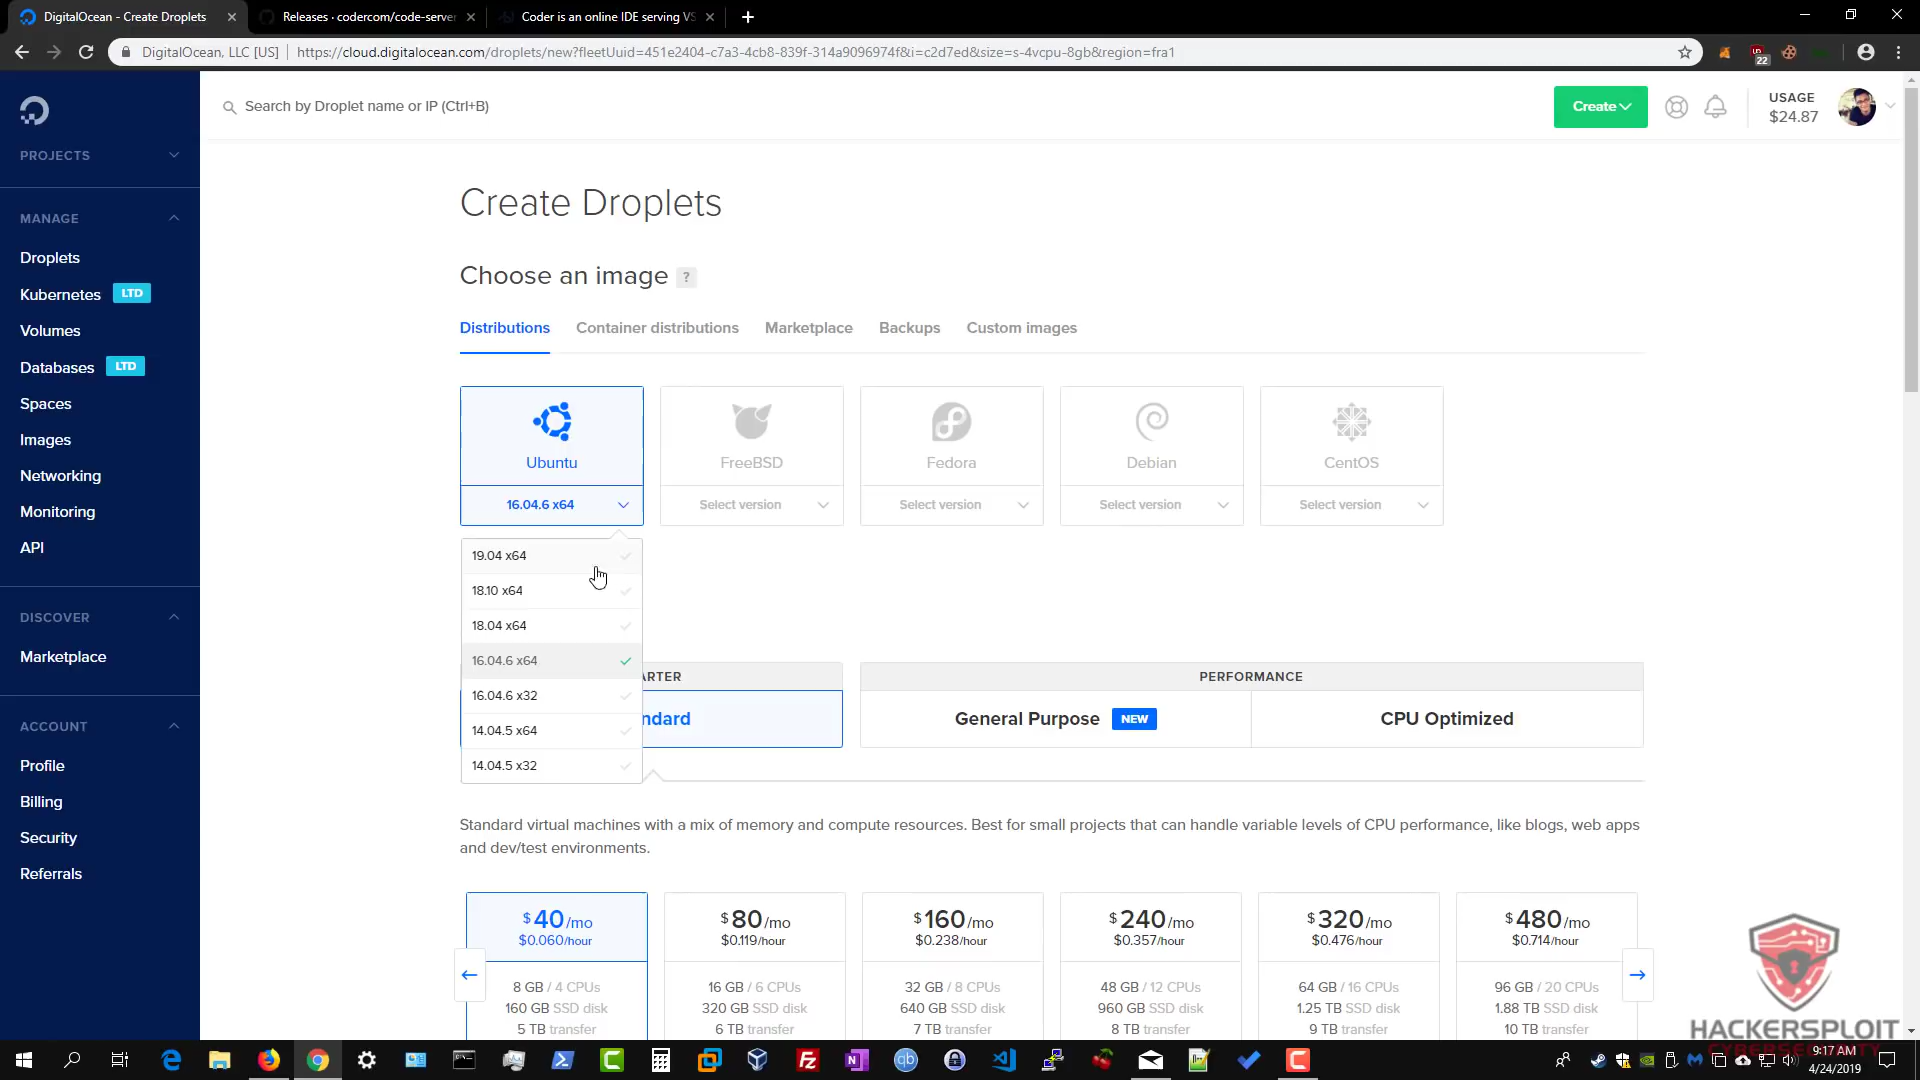 DigitalOcean - Create Droplets
Releases · codercom/code-server
Coder is an online IDE serving VS
DigitalOcean, LLC [US]
https://cloud.digitalocean.com/droplets/new?fleetUuid=451e2404-c7a3-4cb8-839f-314a9096974f&i=c2d7ed&size=s-4vcpu-8gb&region=fra1
22
Search by Droplet name or IP (Ctrl+B)
Create
USAGE
$24.87
PROJECTS
MANAGE
Droplets
Kubernetes LTD
Volumes
Databases LTD
Spaces
Images
Networking
Monitoring
API
DISCOVER
Marketplace
ACCOUNT
Profile
Billing
Security
Referrals
Create Droplets
Choose an image ?
Distributions Container distributions Marketplace Backups Custom images
Ubuntu FreeBSD Fedora Debian CentOS
16.04.6 x64 Select version Select version Select version Select version
19.04 x64
18.10 x64
18.04 x64
16.04.6 x64
16.04.6 x32
14.04.5 x64
14.04.5 x32
ARTER PERFORMANCE
ndard General Purpose NEW CPU Optimized
Standard virtual machines with a mix of memory and compute resources. Best for small projects that can handle variable levels of CPU performance, like blogs, web apps
and dev/test environments.
$40/mo $80/mo $160/mo $240/mo $320/mo $480/mo
$0.060/hour $0.119/hour $0.238/hour $0.357/hour $0.476/hour $0.714/hour
8 GB / 4 CPUs 16 GB / 6 CPUs 32 GB / 8 CPUs 48 GB / 12 CPUs 64 GB / 16 CPUs 96 GB / 20 CPUs
160 GB SSD disk 320 GB SSD disk 640 GB SSD disk 960 GB SSD disk 1.25 TB SSD disk 1.88 TB SSD disk
5 TB transfer 6 TB transfer 7 TB transfer 8 TB transfer 9 TB transfer 10 TB transfer
HACKERSPLOIT
CYBERSECURITY
9:17 AM
4/24/2019